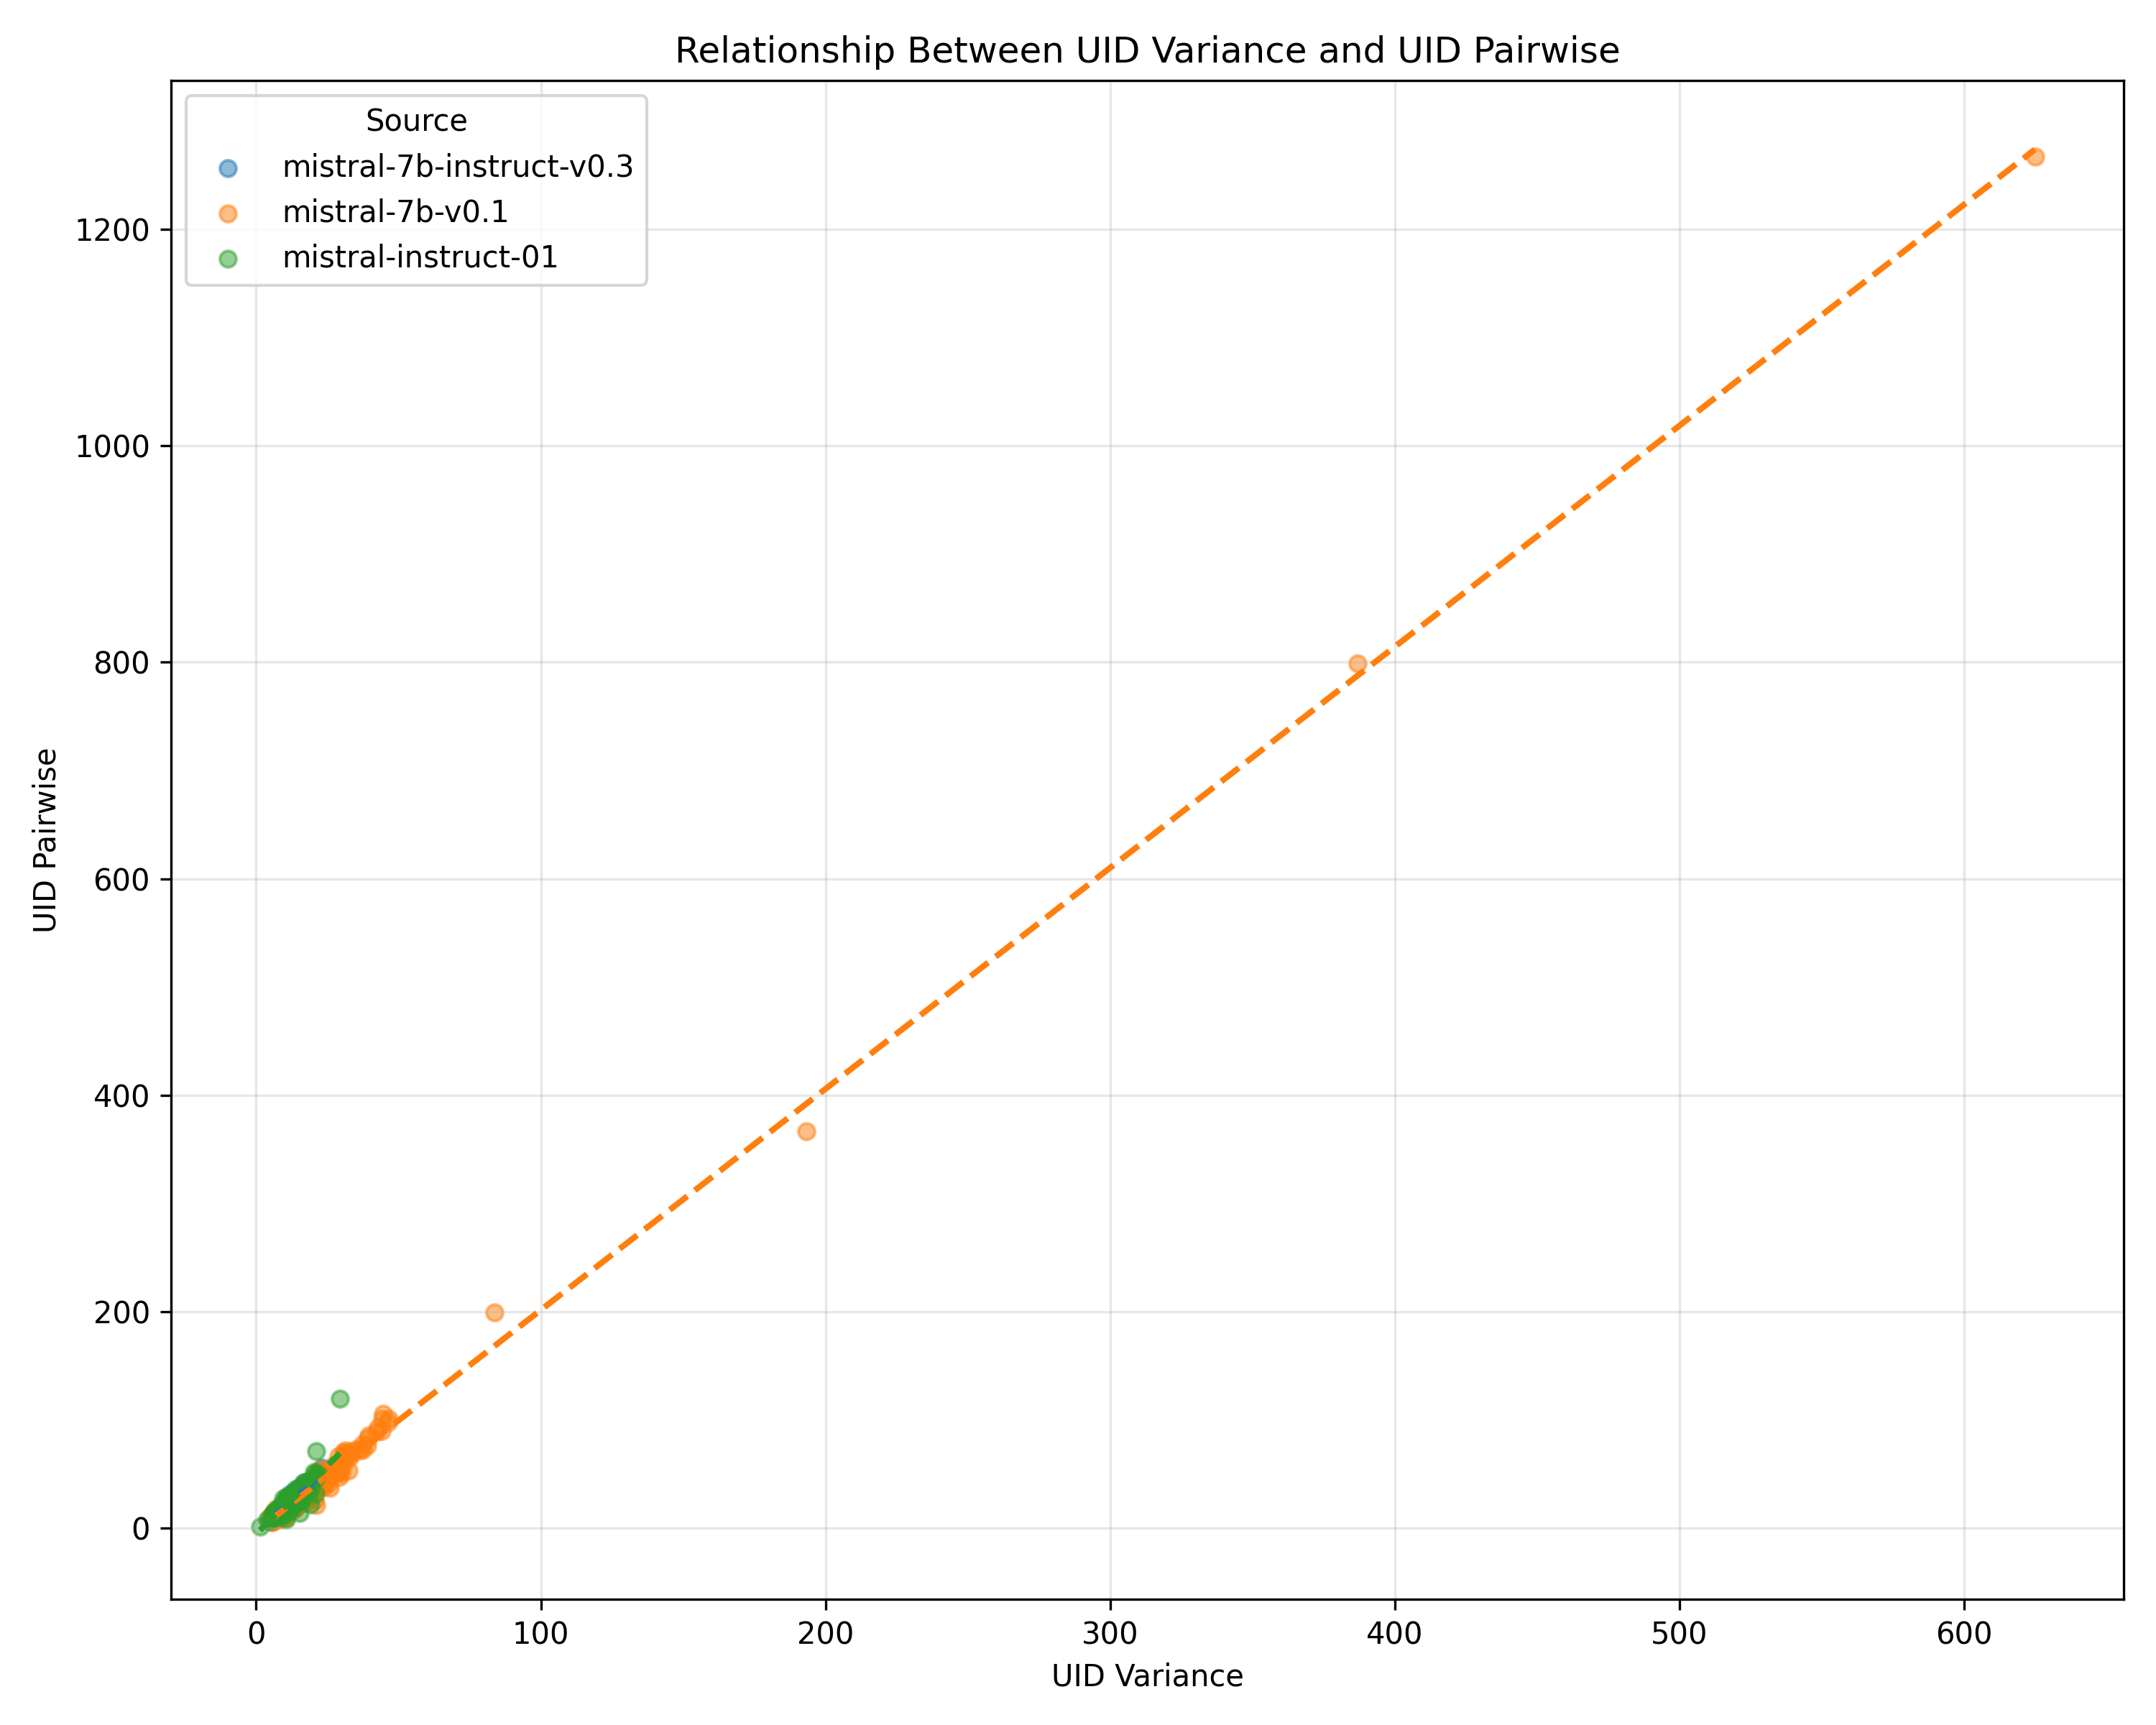 Relationship Between UID Variance and UID Pairwise
Source
mistral-7b-instruct-v0.3
mistral-7b-v0.1
mistral-instruct-01
UID Pairwise
1200
1000
800
600
400
200
0
0 100 200 300 400 500 600
UID Variance